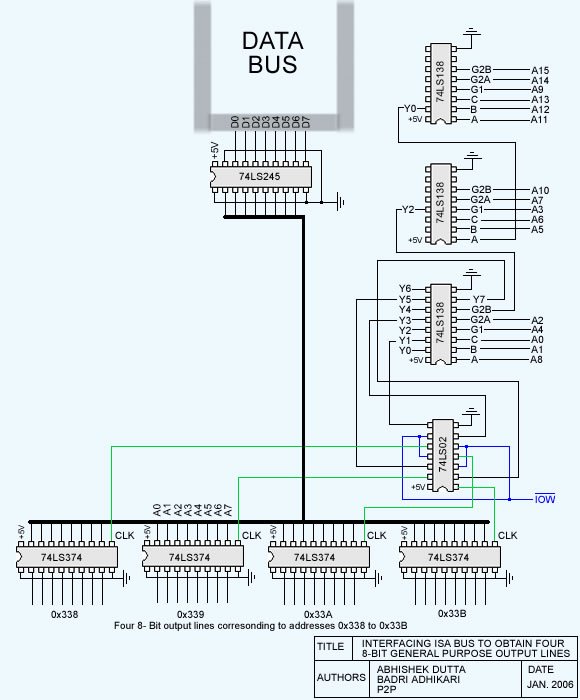 DATA
BUS
D0 D1 D2 D3 D4 D5 D6 D7
+5V
74LS245
74LS138
G2B A15
G2A A14
G1 A9
C A13
Y0 B A12
+5V A A11
74LS138
G2B A10
G2A A7
Y2 G1 A3
C A6
B A5
+5V A
74LS138
Y6
Y5 Y7
Y4 G2B
Y3 G2A A2
Y2 G1 A4
Y1 C A0
Y0 B A1
+5V A A8
74LS02
+5V
IOW
A0 A1 A2 A3 A4 A5 A6 A7
+5V CLK +5V CLK +5V CLK +5V CLK
74LS374 74LS374 74LS374 74LS374
0x338 0x339 0x33A 0x33B
Four 8- Bit output lines corresonding to addresses 0x338 to 0x33B
TITLE INTERFACING ISA BUS TO OBTAIN FOUR
8-BIT GENERAL PURPOSE OUTPUT LINES
AUTHORS ABHISHEK DUTTA
BADRI ADHIKARI
P2P
DATE
JAN. 2006